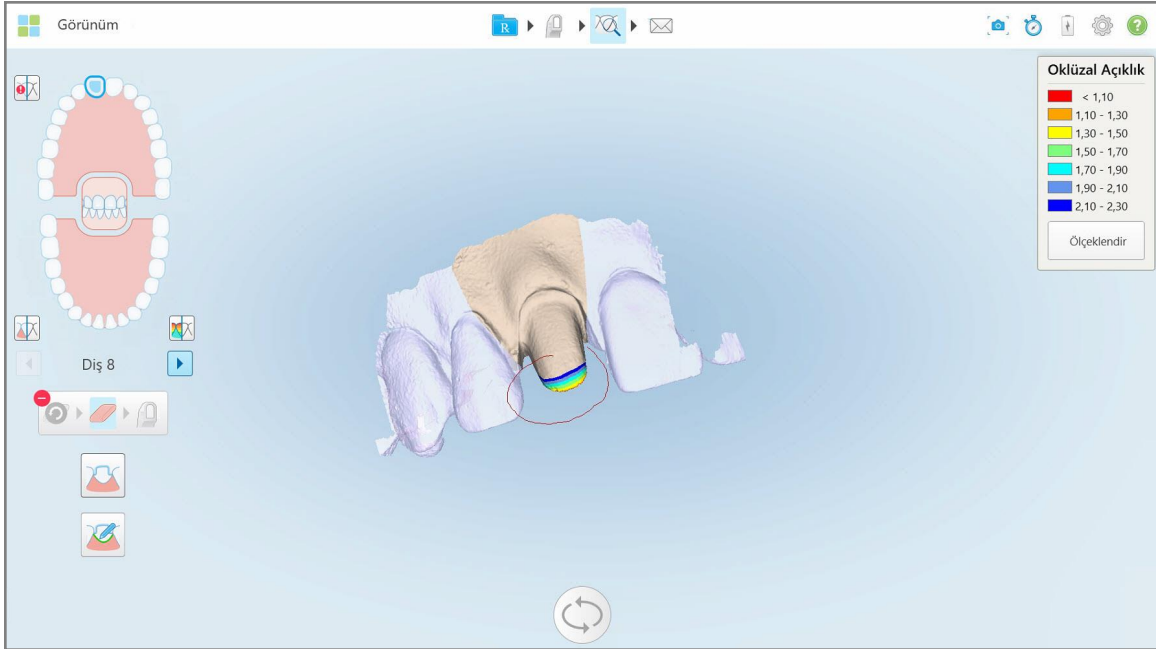 Görünüm
R
?
Oklüzal Açıklık
< 1,10
1,10 - 1,30
1,30 - 1,50
1,50 - 1,70
1,70 - 1,90
1,90 - 2,10
2,10 - 2,30
Ölçeklendir
Diş 8